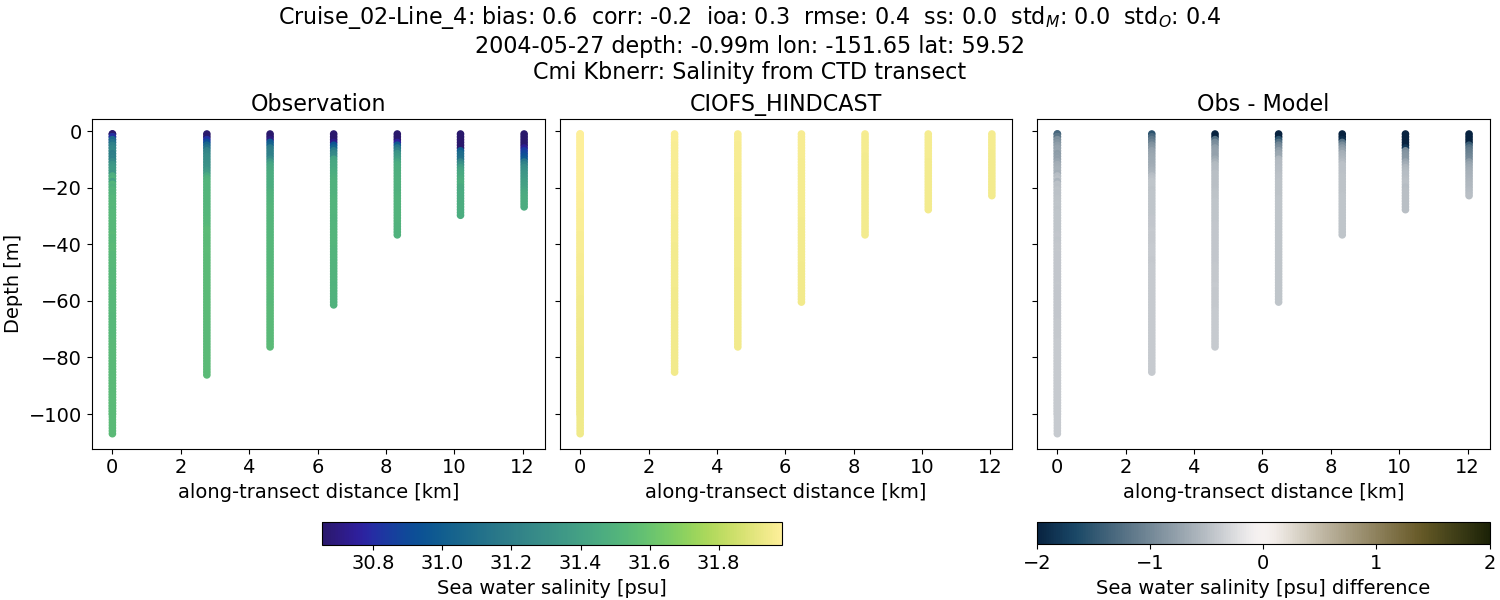 Cruise_02-Line_4: bias: 0.6 corr: -0.2 ioa: 0.3 rmse: 0.4 ss: 0.0 std_M: 0.0 std_O: 0.4
2004-05-27 depth: -0.99m lon: -151.65 lat: 59.52
Cmi Kbnerr: Salinity from CTD transect
Observation
CIOFS_HINDCAST
Obs - Model
Depth [m]
0
−20
−40
−60
−80
−100
0 2 4 6 8 10 12
0 2 4 6 8 10 12
0 2 4 6 8 10 12
along-transect distance [km]
along-transect distance [km]
along-transect distance [km]
30.8 31.0 31.2 31.4 31.6 31.8
Sea water salinity [psu]
−2 −1 0 1 2
Sea water salinity [psu] difference